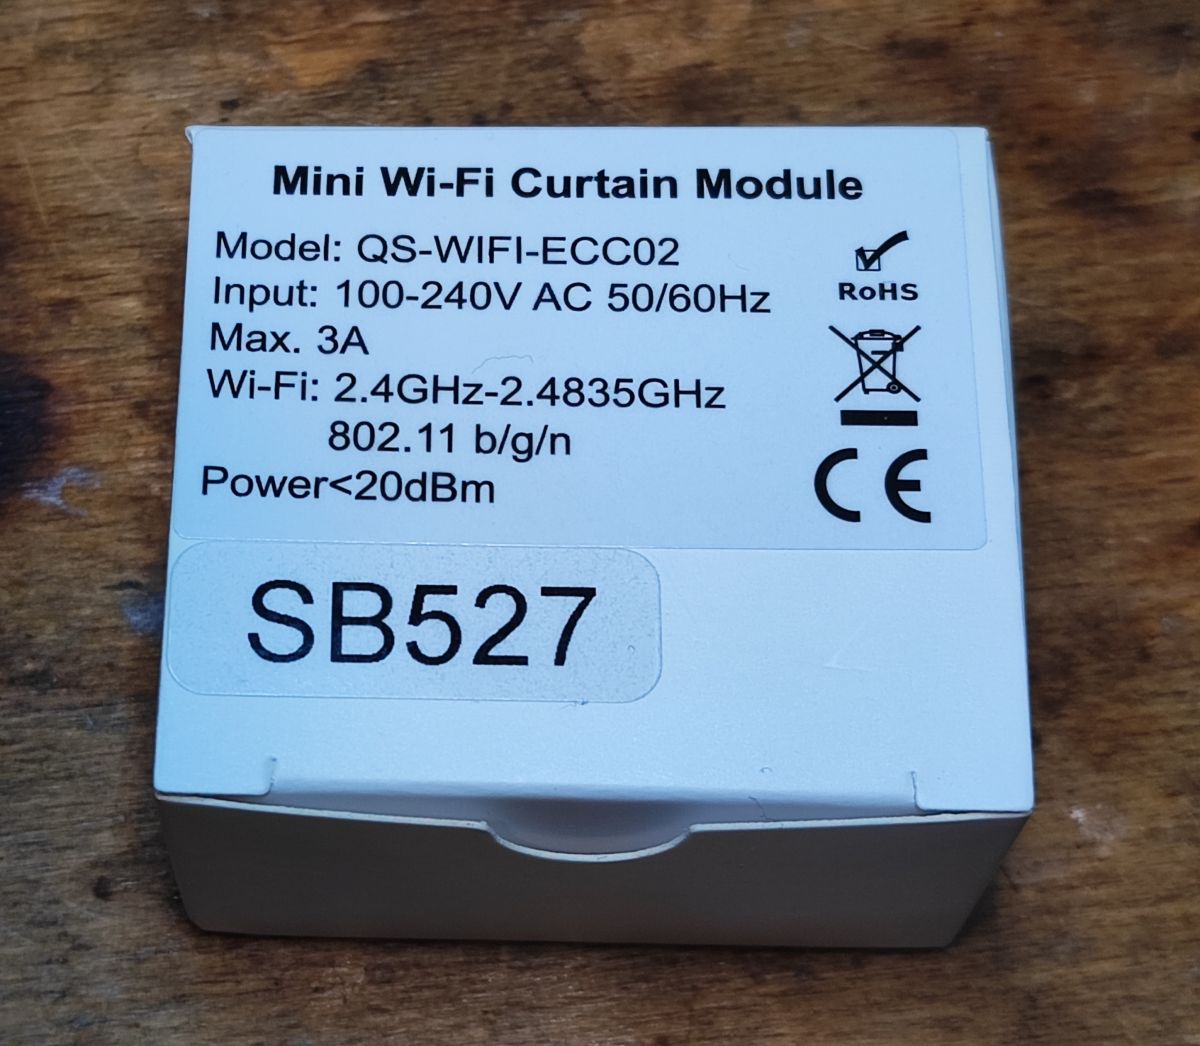 Mini Wi-Fi Curtain Module
Model: QS-WIFI-ECC02
Input: 100-240V AC 50/60Hz
Max. 3A
Wi-Fi: 2.4GHz-2.4835GHz
802.11 b/g/n
Power<20dBm
RoHS
CE
SB527